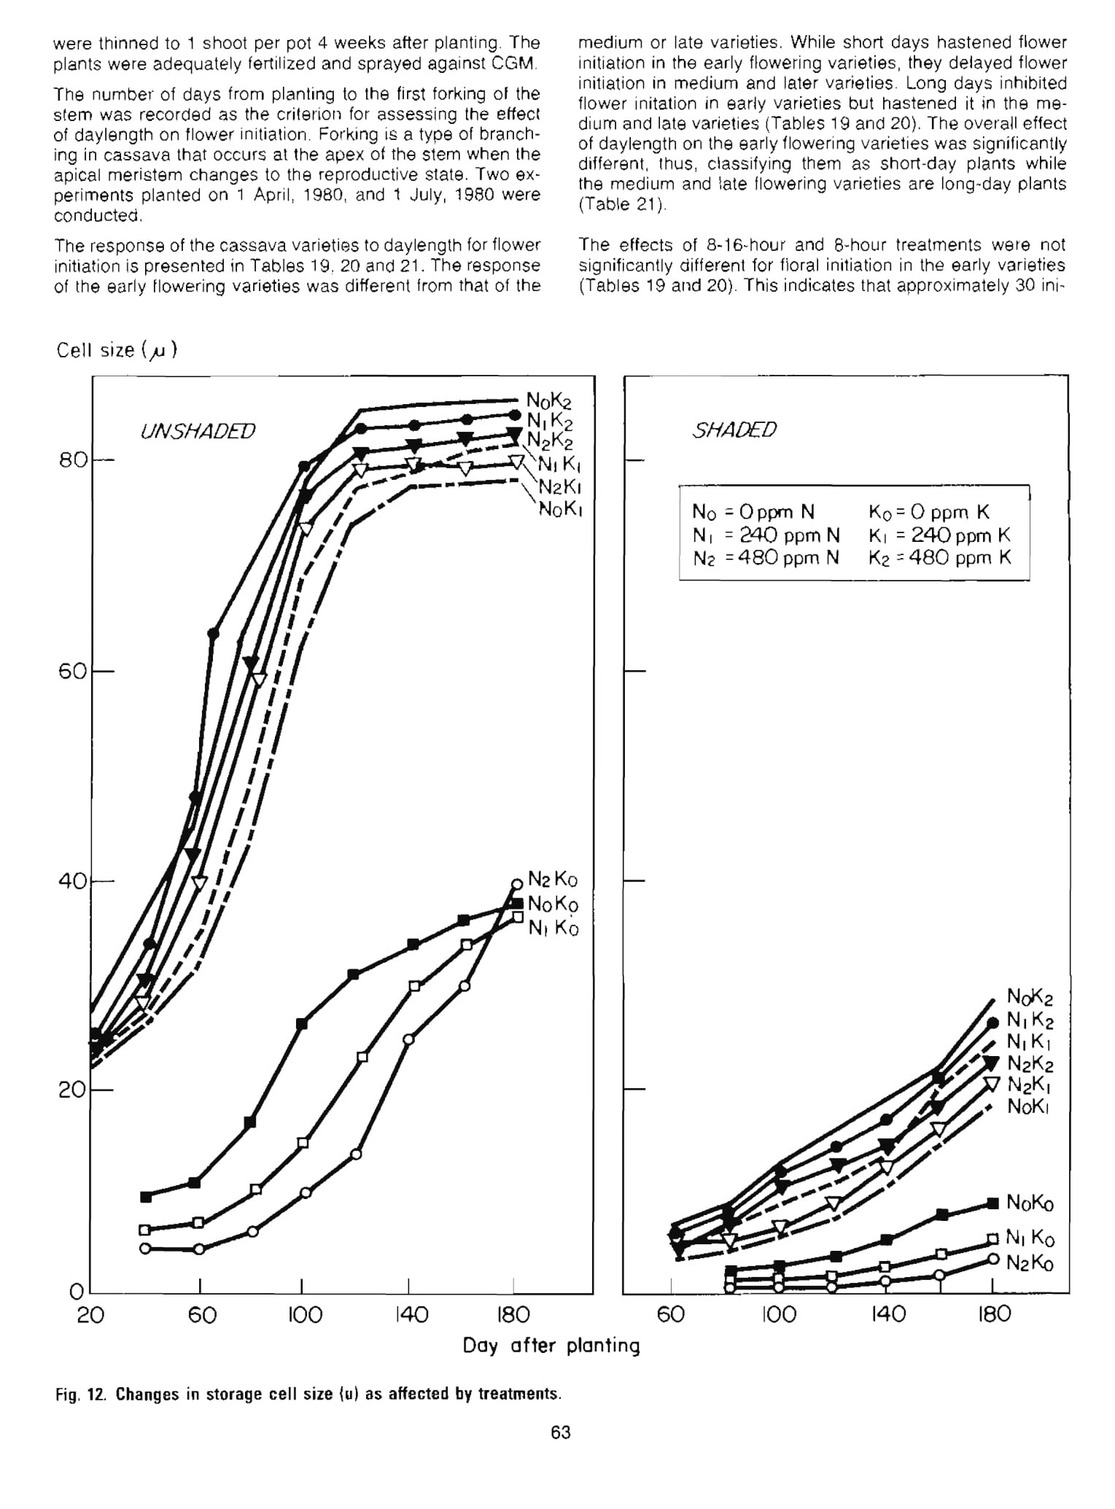 were thinned to 1 shoot per pot 4 weeks after planting. The
plants were adequately fertilized and sprayed against CGM.
The number of days from planting to the first forking of the
stem was recorded as the criterion for assessing the effect
of daylength on flower initiation. Forking is a type of branch-
ing in cassava that occurs at the apex of the stem when the
apical meristem changes to the reproductive state. Two ex-
periments planted on 1 April, 1980, and 1 July, 1980 were
conducted.
The response of the cassava varieties to daylength for flower
initiation is presented in Tables 19, 20 and 21. The response
of the early flowering varieties was different from that of the
medium or late varieties. While short days hastened flower
initiation in the early flowering varieties, they delayed flower
initiation in medium and later varieties. Long days inhibited
flower initation in early varieties but hastened it in the me-
dium and late varieties (Tables 19 and 20). The overall effect
of daylength on the early flowering varieties was significantly
different, thus, classifying them as short-day plants while
the medium and late flowering varieties are long-day plants
(Table 21).
The effects of 8-16-hour and 8-hour treatments were not
significantly different for floral initiation in the early varieties
(Tables 19 and 20). This indicates that approximately 30 ini-
Cell size (μ)
UNSHADED
N0K2
N1K2
N2K2
N1K1
N2K1
N0K1
80
60
40
20
0
N2K0
N0K0
N1K0
20 60 100 140 180
SHADED
N0 = 0 ppm N K0 = 0 ppm K
N1 = 240 ppm N K1 = 240 ppm K
N2 = 480 ppm N K2 = 480 ppm K
N0K2
N1K2
N1K1
N2K2
N2K1
N0K1
N0K0
N1K0
N2K0
60 100 140 180
Day after planting
Fig. 12. Changes in storage cell size (u) as affected by treatments.
63